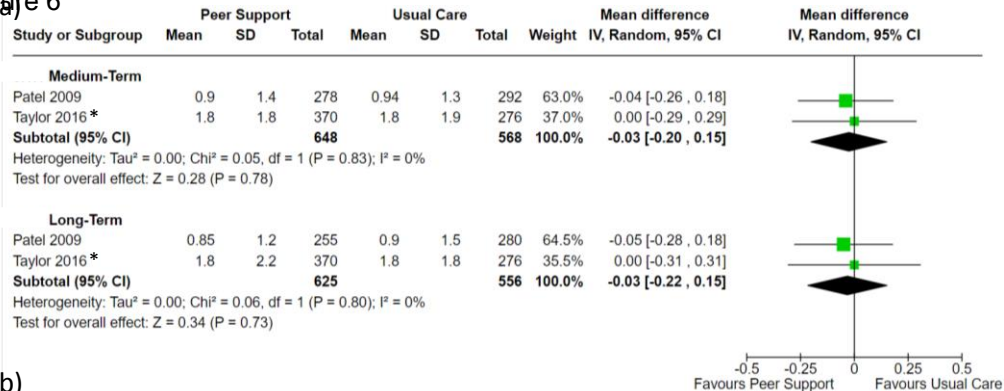 a)
Peer Support Usual Care Mean difference Mean difference
Study or Subgroup Mean SD Total Mean SD Total Weight IV, Random, 95% CI IV, Random, 95% CI
Medium-Term
Patel 2009 0.9 1.4 278 0.94 1.3 292 63.0% -0.04 [-0.26 , 0.18]
Taylor 2016 * 1.8 1.8 370 1.8 1.9 276 37.0% 0.00 [-0.29 , 0.29]
Subtotal (95% CI) 648 568 100.0% -0.03 [-0.20 , 0.15]
Heterogeneity: Tau² = 0.00; Chi² = 0.05, df = 1 (P = 0.83); I² = 0%
Test for overall effect: Z = 0.28 (P = 0.78)
Long-Term
Patel 2009 0.85 1.2 255 0.9 1.5 280 64.5% -0.05 [-0.28 , 0.18]
Taylor 2016 * 1.8 2.2 370 1.8 1.8 276 35.5% 0.00 [-0.31 , 0.31]
Subtotal (95% CI) 625 556 100.0% -0.03 [-0.22 , 0.15]
Heterogeneity: Tau² = 0.00; Chi² = 0.06, df = 1 (P = 0.80); I² = 0%
Test for overall effect: Z = 0.34 (P = 0.73)
-0.5 -0.25 0 0.25 0.5
Favours Peer Support Favours Usual Care
b)